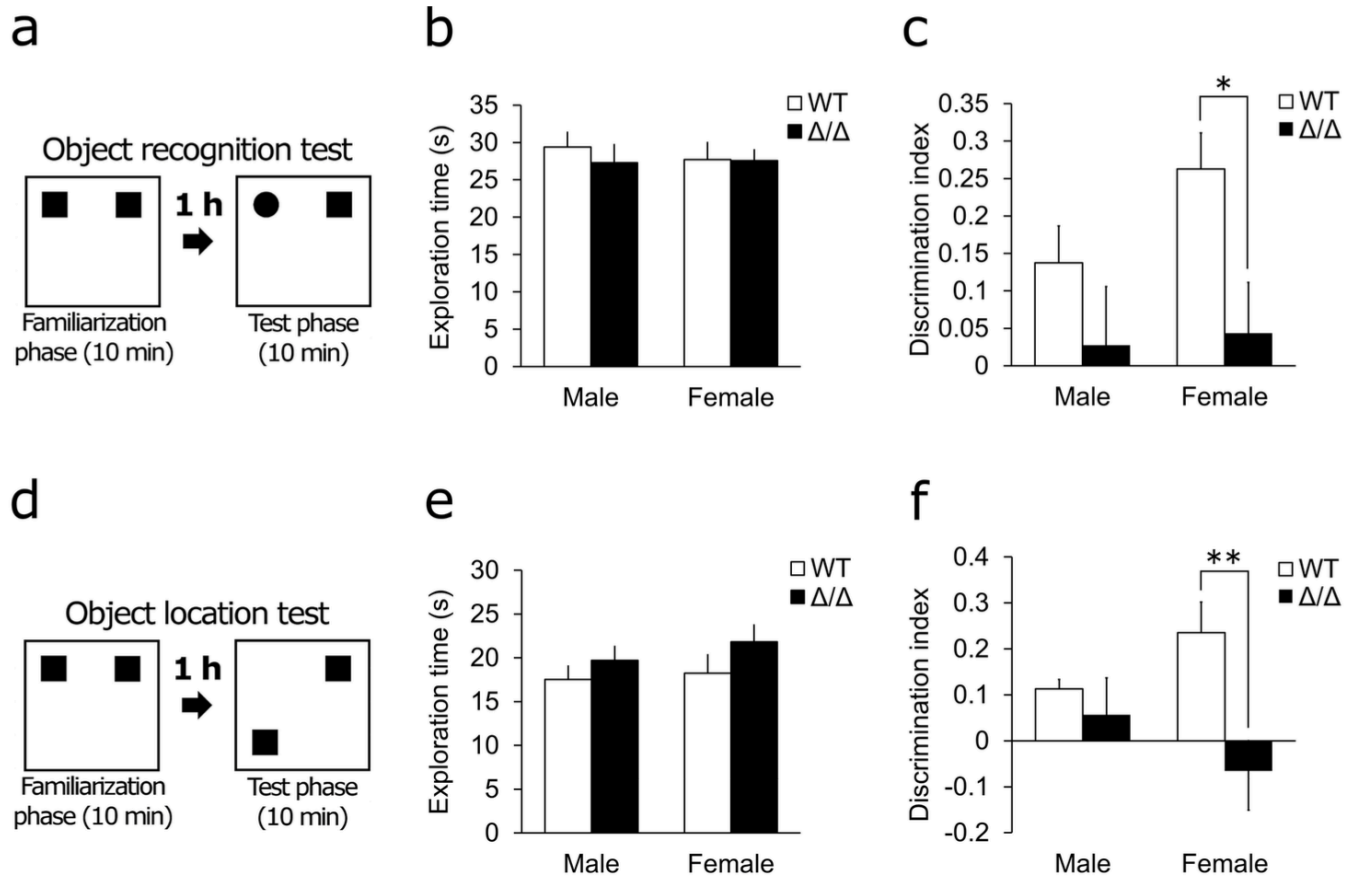 a
Object recognition test
1 h
Familiarization
phase (10 min)
Test phase
(10 min)
b
WT
Δ/Δ
Exploration time (s)
35
30
25
20
15
10
5
0
Male
Female
c
*
WT
Δ/Δ
Discrimination index
0.35
0.3
0.25
0.2
0.15
0.1
0.05
0
Male
Female
d
Object location test
1 h
Familiarization
phase (10 min)
Test phase
(10 min)
e
WT
Δ/Δ
Exploration time (s)
30
25
20
15
10
5
0
Male
Female
f
**
WT
Δ/Δ
Discrimination index
0.4
0.3
0.2
0.1
0
-0.1
-0.2
Male
Female